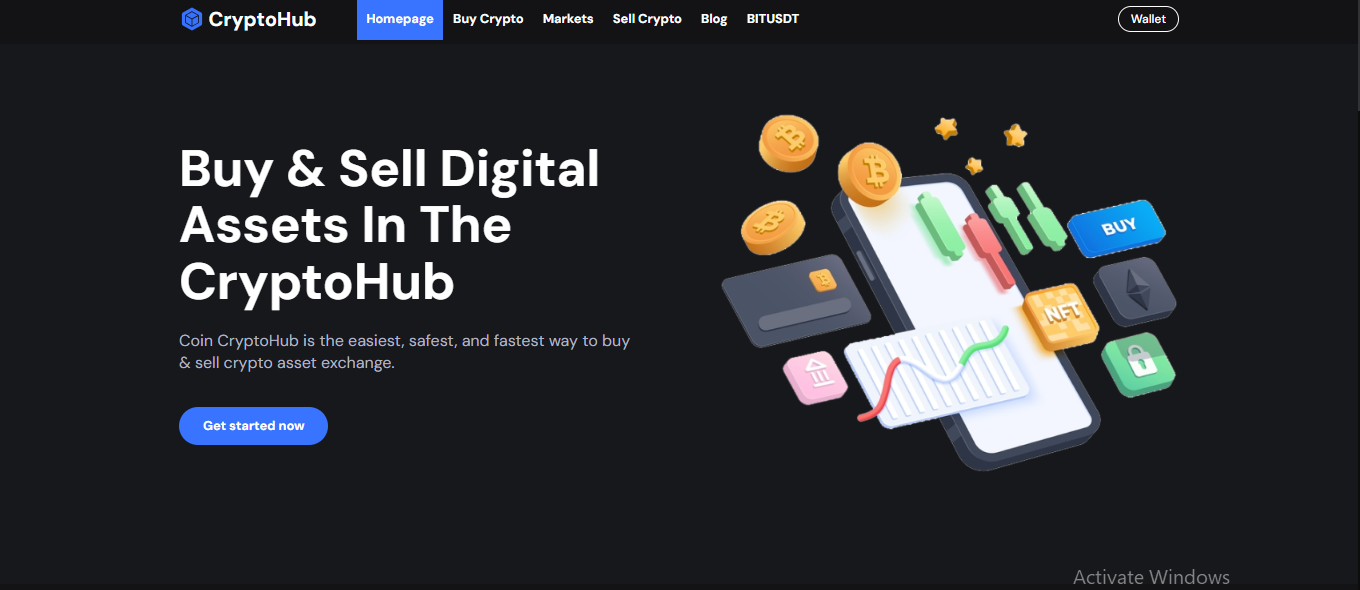 CryptoHub
Homepage
Buy Crypto
Markets
Sell Crypto
Blog
BITUSDT
Wallet
Buy & Sell Digital
Assets In The
CryptoHub
Coin CryptoHub is the easiest, safest, and fastest way to buy
& sell crypto asset exchange.
Get started now
BUY
NFT
Activate Windows